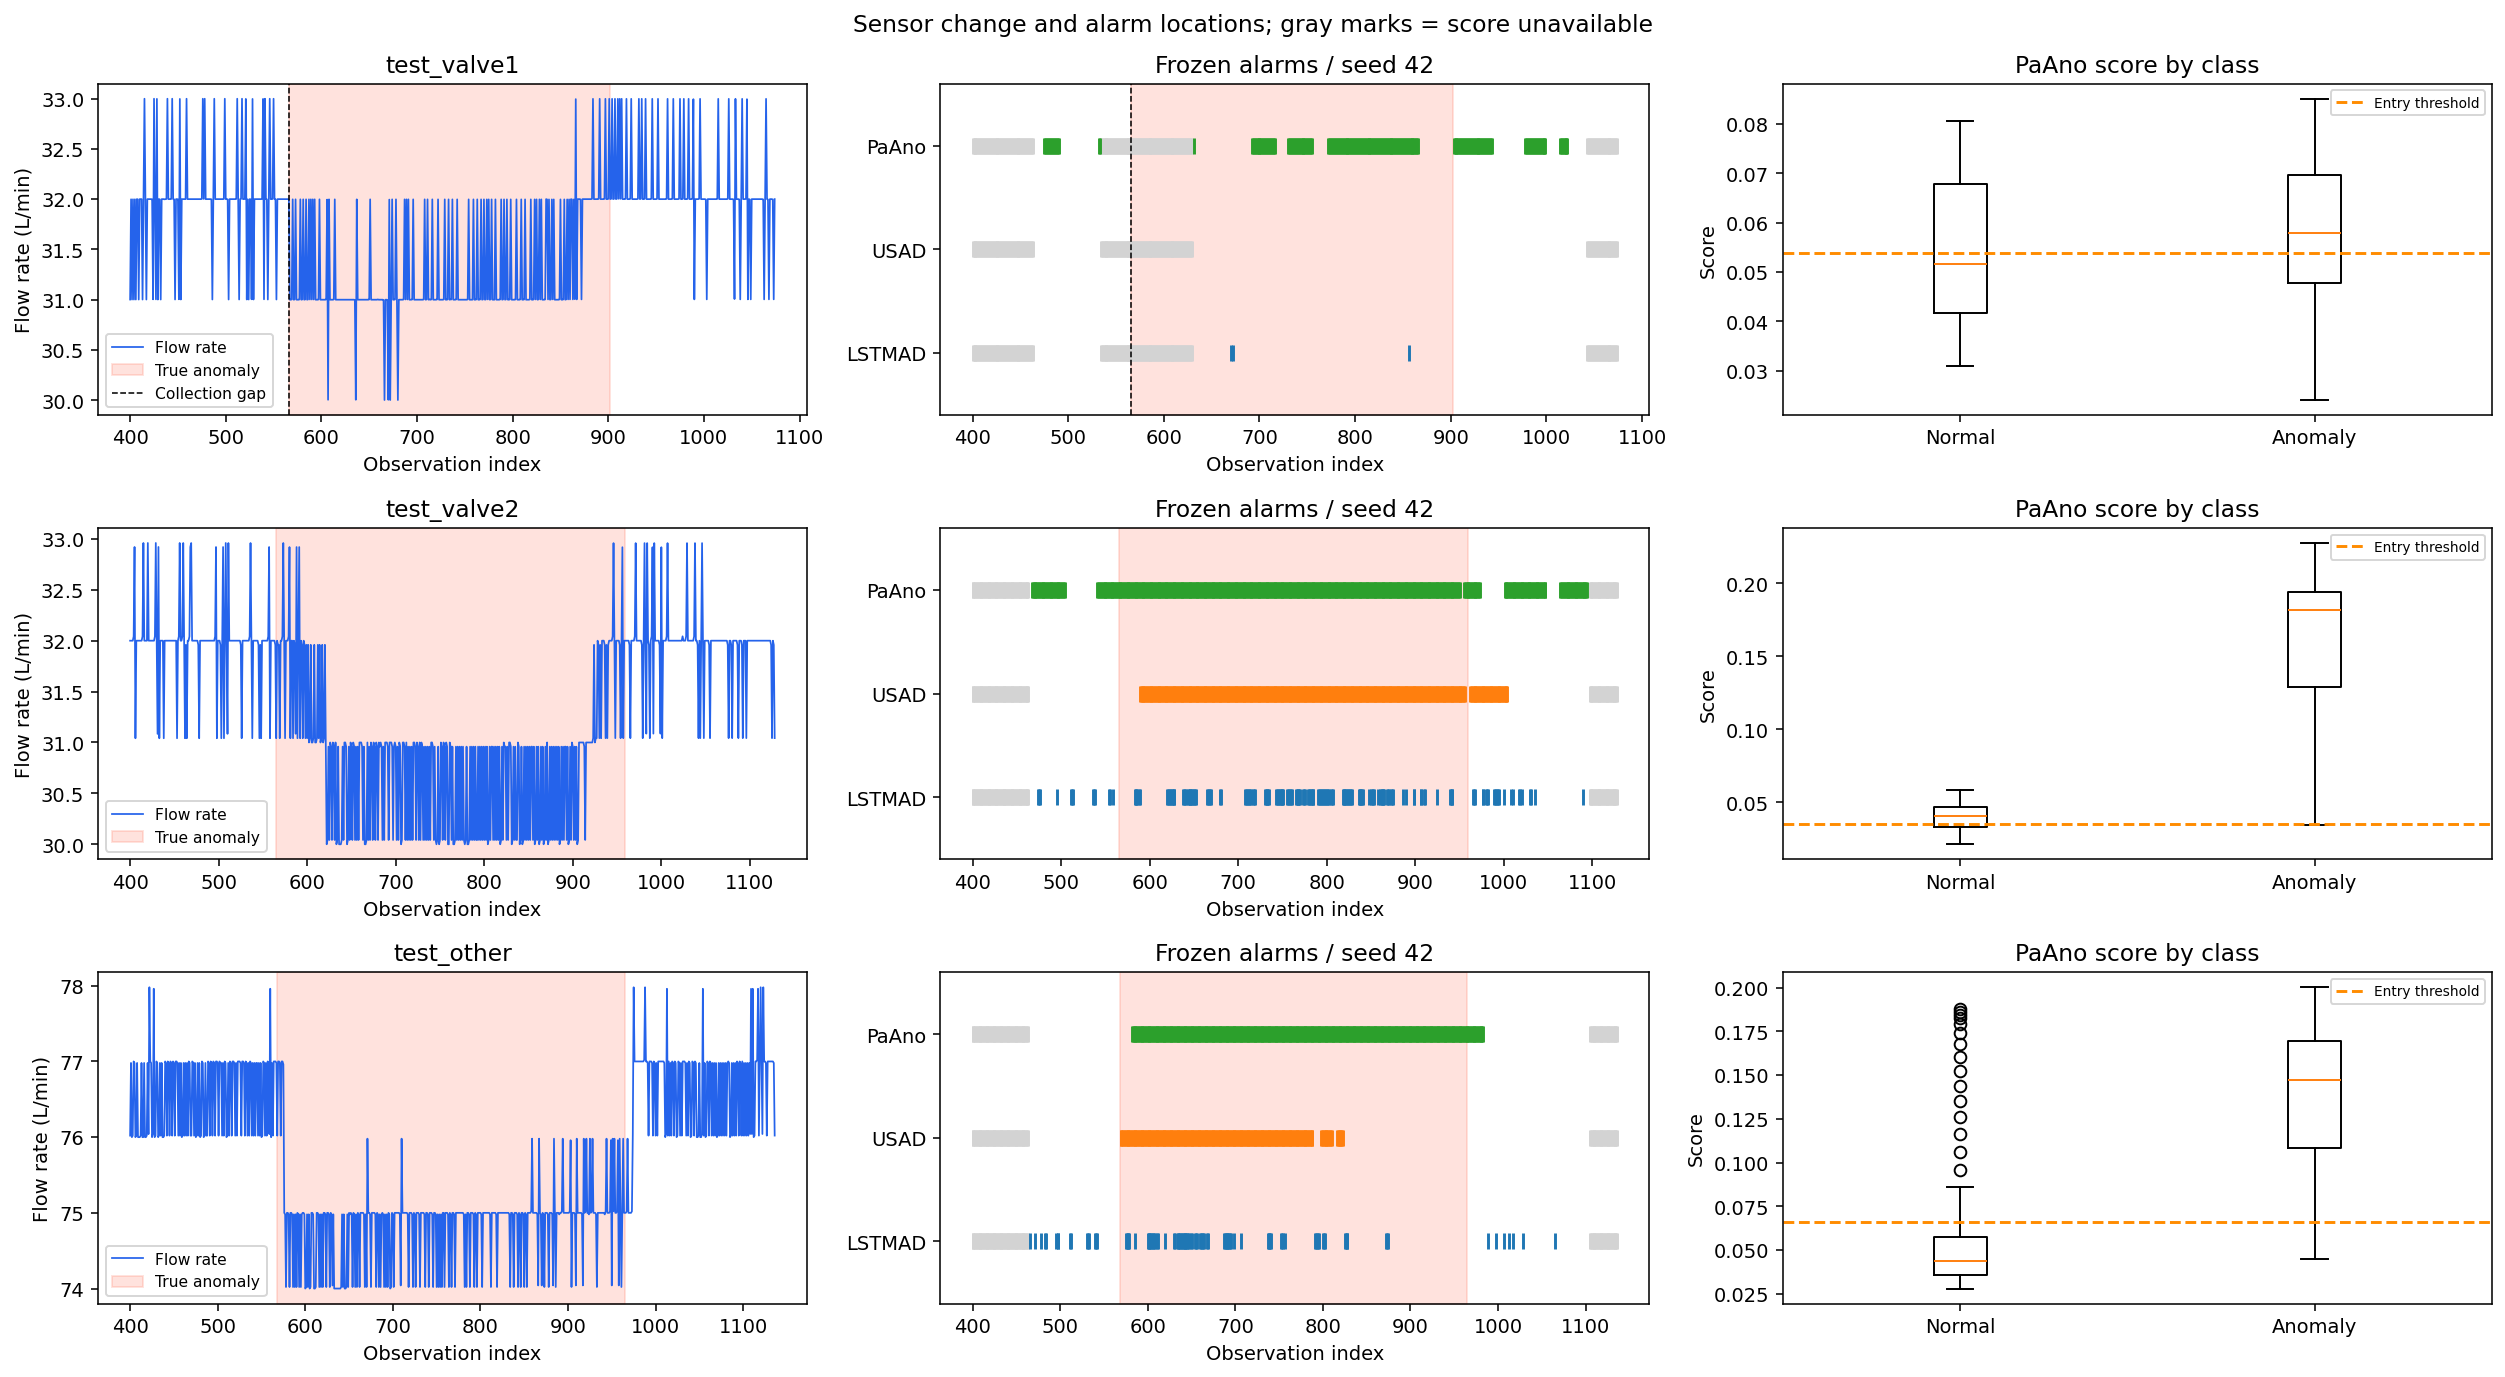 Sensor change and alarm locations; gray marks = score unavailable
test_valve1
Flow rate (L/min)
33.0
32.5
32.0
31.5
31.0
30.5
30.0
Flow rate
True anomaly
Collection gap
400 500 600 700 800 900 1000 1100
Observation index
Frozen alarms / seed 42
PaAno
USAD
LSTMAD
400 500 600 700 800 900 1000 1100
Observation index
PaAno score by class
Score
0.08
0.07
0.06
0.05
0.04
0.03
Entry threshold
Normal Anomaly
test_valve2
Flow rate (L/min)
33.0
32.5
32.0
31.5
31.0
30.5
30.0
Flow rate
True anomaly
400 500 600 700 800 900 1000 1100
Observation index
Frozen alarms / seed 42
PaAno
USAD
LSTMAD
400 500 600 700 800 900 1000 1100
Observation index
PaAno score by class
Score
0.20
0.15
0.10
0.05
Entry threshold
Normal Anomaly
test_other
Flow rate (L/min)
78
77
76
75
74
Flow rate
True anomaly
400 500 600 700 800 900 1000 1100
Observation index
Frozen alarms / seed 42
PaAno
USAD
LSTMAD
400 500 600 700 800 900 1000 1100
Observation index
PaAno score by class
Score
0.200
0.175
0.150
0.125
0.100
0.075
0.050
0.025
Entry threshold
Normal Anomaly